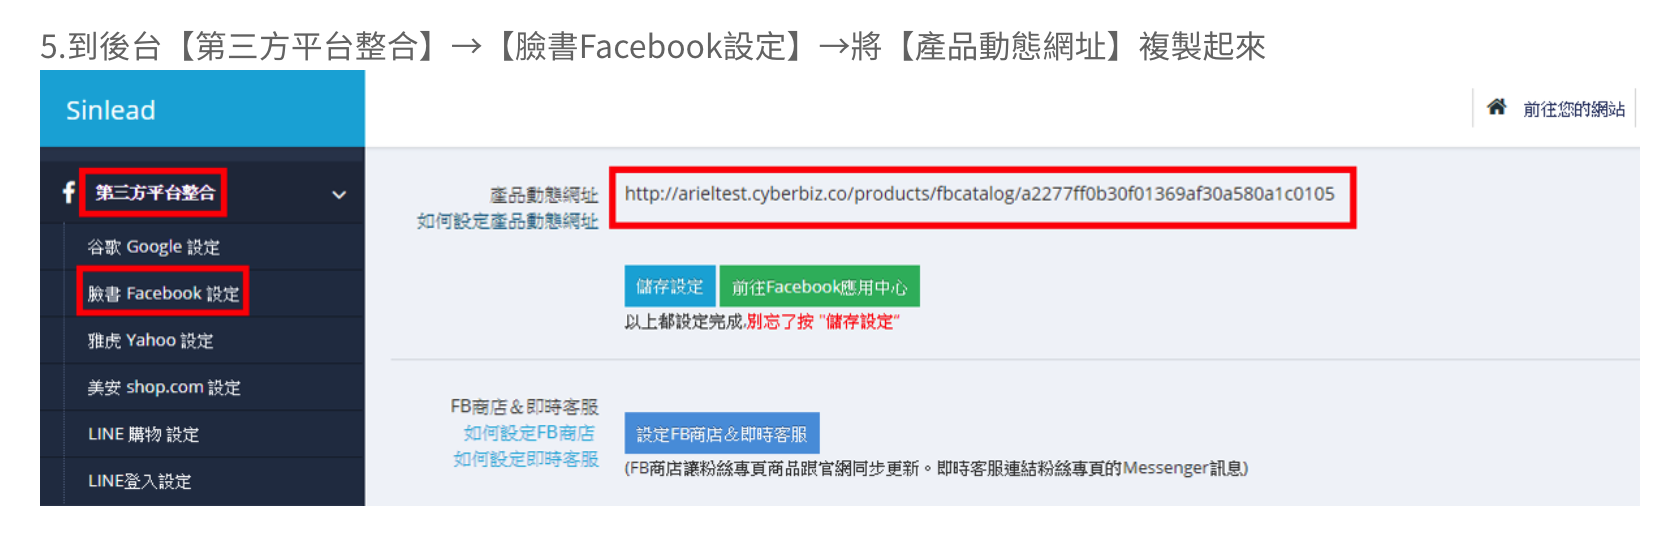 5.到後台【第三方平台整合】→【臉書Facebook設定】→將【產品動態網址】複製起來
Sinlead
前往您的網站
第三方平台整合
谷歌 Google 設定
臉書 Facebook 設定
雅虎 Yahoo 設定
美安 shop.com 設定
LINE 購物 設定
LINE登入設定
產品動態網址
http://arieltest.cyberbiz.co/products/fbcatalog/a2277ff0b30f01369af30a580a1c0105
如何設定產品動態網址
儲存設定
前往Facebook應用中心
以上都設定完成,別忘了按 "儲存設定"
FB商店＆即時客服
如何設定FB商店
設定FB商店&即時客服
如何設定即時客服
(FB商店讓粉絲專頁商品跟官網同步更新。即時客服連結粉絲專頁的Messenger訊息)